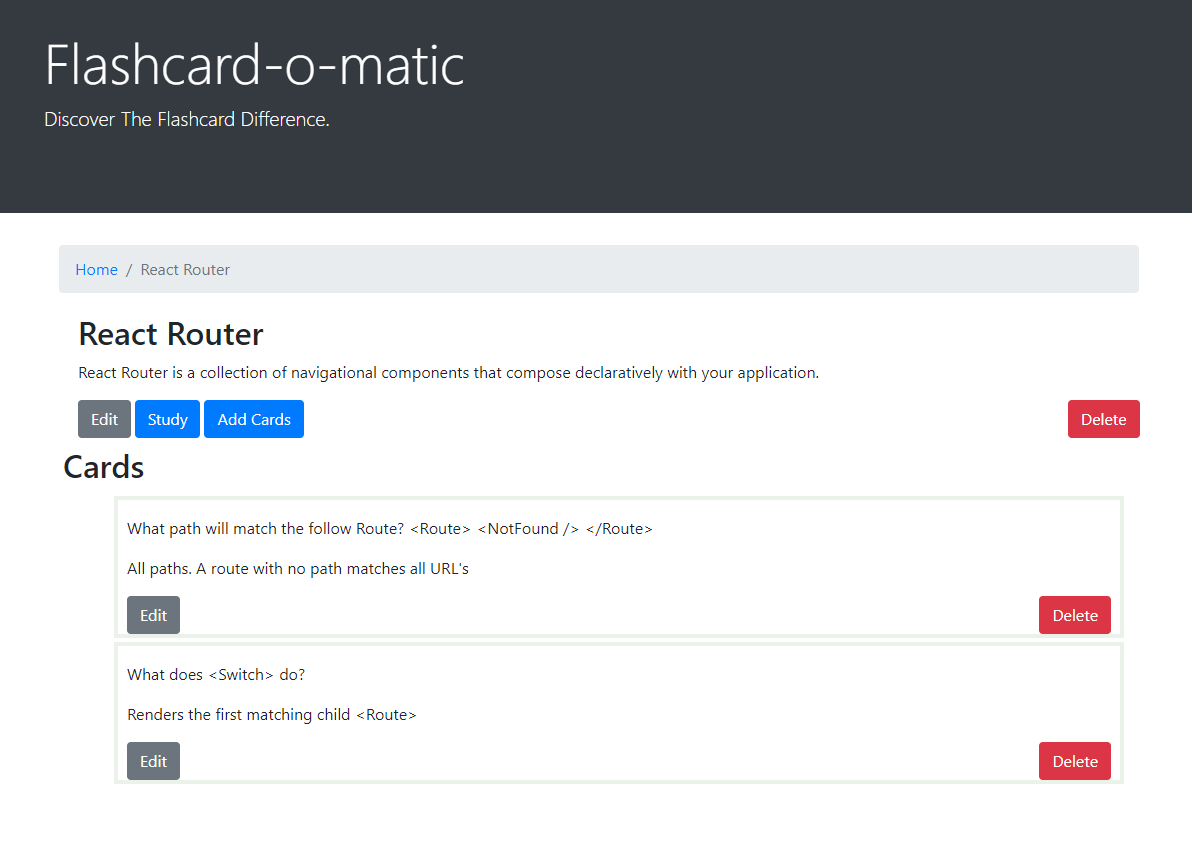 Flashcard-o-matic
Discover The Flashcard Difference.
Home / React Router
React Router
React Router is a collection of navigational components that compose declaratively with your application.
Edit Study Add Cards Delete
Cards
What path will match the follow Route? <Route> <NotFound /> </Route>
All paths. A route with no path matches all URL's
Edit Delete
What does <Switch> do?
Renders the first matching child <Route>
Edit Delete